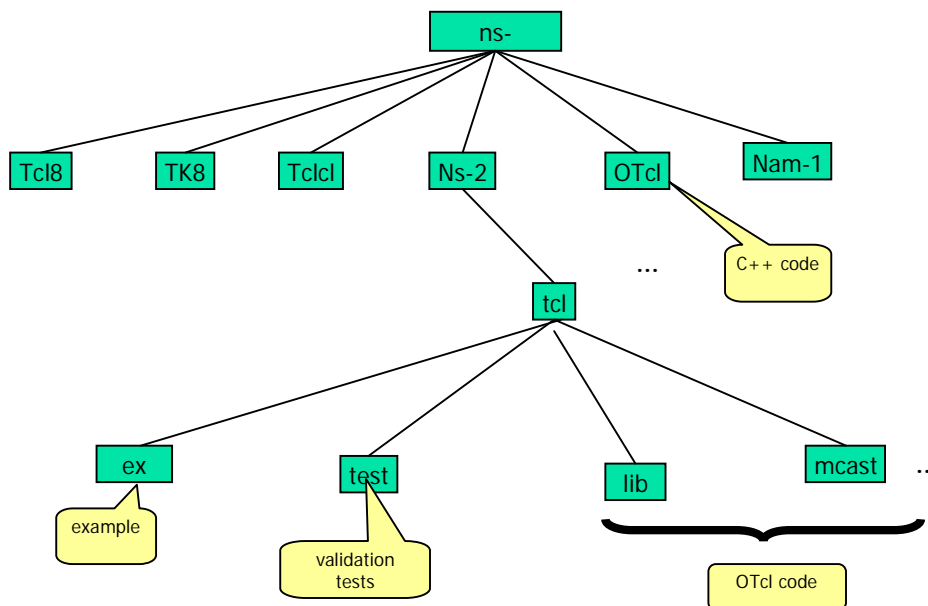 ns-
Tcl8
TK8
Tclcl
Ns-2
OTcl
Nam-1
...
C++ code
tcl
ex
test
lib
mcast
...
example
validation
tests
OTcl code